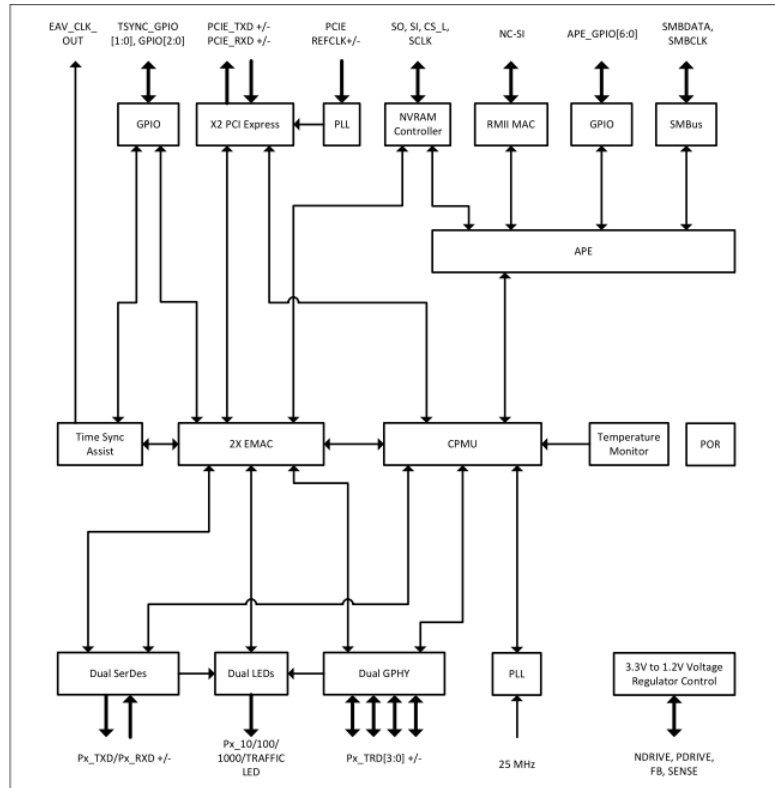 EAV_CLK_
OUT
TSYNC_GPIO
[1:0], GPIO[2:0]
PCIE_TXD +/-
PCIE_RXD +/-
PCIE
REFCLK+/-
SO, SI, CS_L,
SCLK
NC-SI
APE_GPIO[6:0]
SMBDATA,
SMBCLK
GPIO
X2 PCI Express
PLL
NVRAM
Controller
RMII MAC
GPIO
SMBus
APE
Time Sync
Assist
2X EMAC
CPMU
Temperature
Monitor
POR
Dual SerDes
Dual LEDs
Dual GPHY
PLL
3.3V to 1.2V Voltage
Regulator Control
Px_TXD/Px_RXD +/-
Px_10/100/
1000/TRAFFIC
LED
Px_TRD[3:0] +/-
25 MHz
NDRIVE, PDRIVE,
FB, SENSE